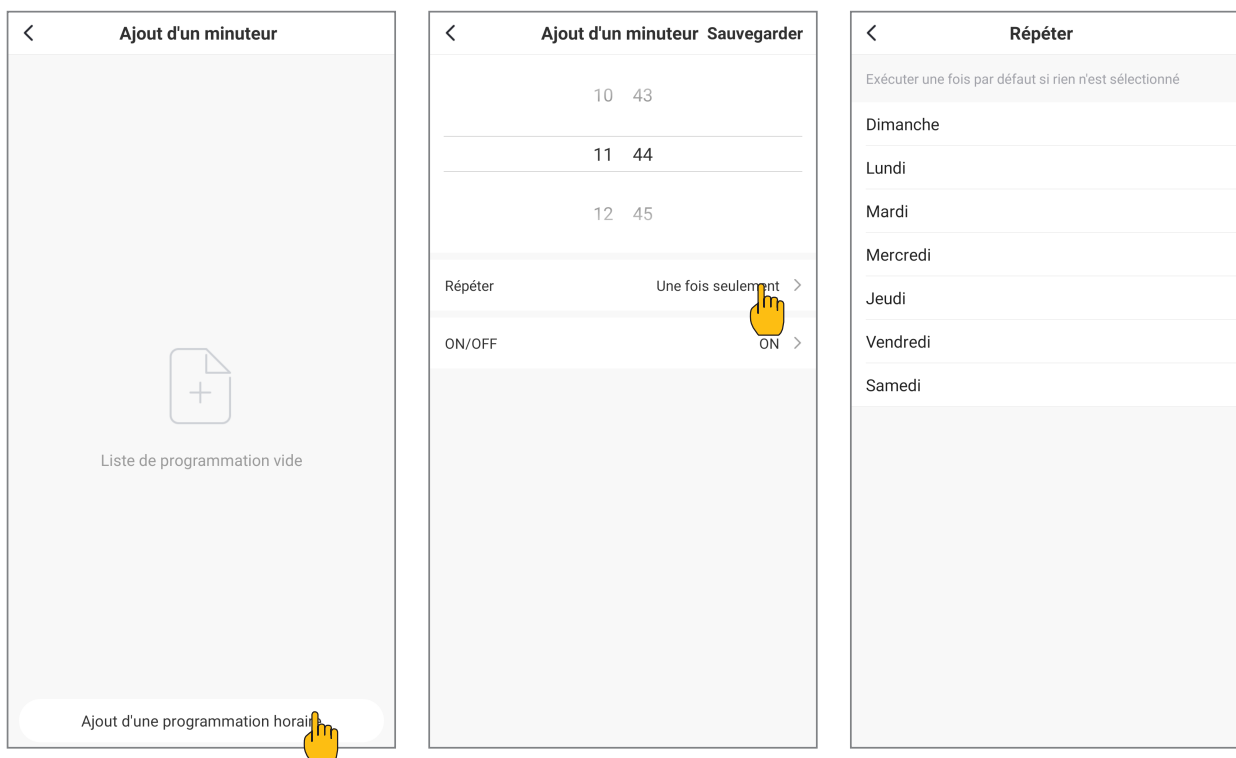 Ajout d'un minuteur
Liste de programmation vide
Ajout d'une programmation horaire
Ajout d'un minuteur Sauvegarder
10 43
11 44
12 45
Répéter Une fois seulement
ON/OFF ON
Répéter
Exécuter une fois par défaut si rien n'est sélectionné
Dimanche
Lundi
Mardi
Mercredi
Jeudi
Vendredi
Samedi